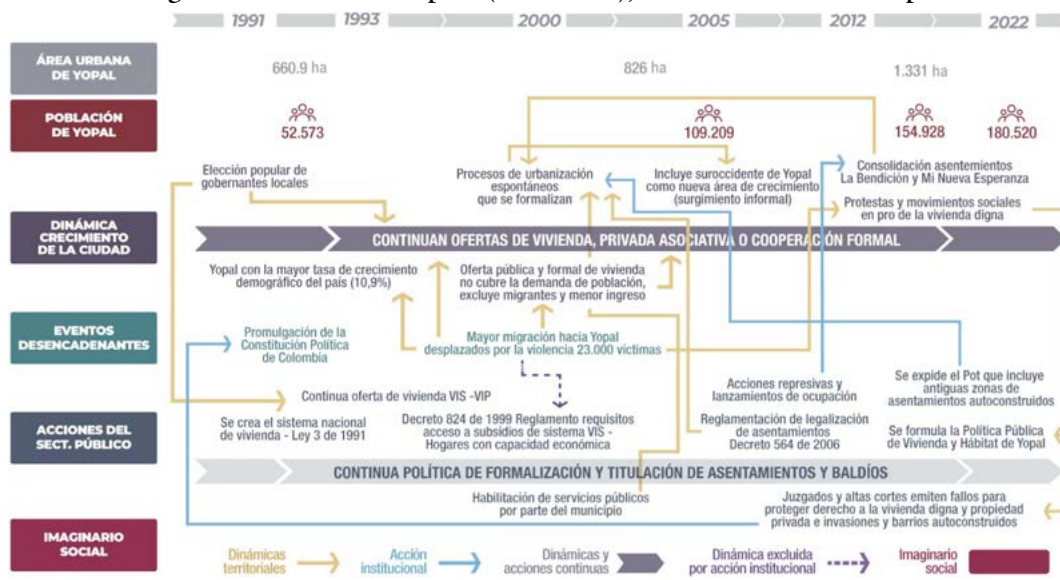 1991
1993
2000
2005
2012
2022
ÁREA URBANA
DE YOPAL
660.9 ha
826 ha
1.331 ha
POBLACIÓN
DE YOPAL
52.573
109.209
154.928
180.520
DINÁMICA
CRECIMIENTO
DE LA CIUDAD
Elección popular de
gobernantes locales
Procesos de urbanización
espontáneos
que se formalizan
Incluye suroccidente de Yopal
como nueva área de crecimiento
(surgimiento informal)
Consolidación asentemientos
La Bendición y Mi Nueva Esperanza
Protestas y movimientos sociales
en pro de la vivienda digna
CONTINUAN OFERTAS DE VIVIENDA, PRIVADA ASOCIATIVA O COOPERACIÓN FORMAL
Yopal con la mayor tasa de crecimiento
demográfico del país (10,9%)
Oferta pública y formal de vivienda
no cubre la demanda de población,
excluye migrantes y menor ingreso
EVENTOS
DESENCADENANTES
Promulgación de la
Constitución Política
de Colombia
Mayor migración hacia Yopal
desplazados por la violencia 23.000 víctimas
ACCIONES DEL
SECT. PÚBLICO
Continua oferta de vivienda VIS -VIP
Se crea el sistema nacional
de vivienda - Ley 3 de 1991
Decreto 824 de 1999 Reglamento requisitos
acceso a subsidios de sistema VIS -
Hogares con capacidad económica
Acciones represivas y
lanzamientos de ocupación
Reglamentación de legalización
de asentamientos
Decreto 564 de 2006
Se expide el Pot que incluye
antiguas zonas de
asentamientos autoconstruidos
Se formula la Política Pública
de Vivienda y Hábitat de Yopal
CONTINUA POLÍTICA DE FORMALIZACIÓN Y TITULACIÓN DE ASENTAMIENTOS Y BALDÍOS
Habilitación de servicios públicos
por parte del municipio
Juzgados y altas cortes emiten fallos para
proteger derecho a la vivienda digna y propiedad
privada e invasiones y barrios autoconstruidos
IMAGINARIO
SOCIAL
Dinámicas
territoriales
Acción
institucional
Dinámicas y
acciones continuas
Dinámica excluida
por acción institucional
Imaginario
social